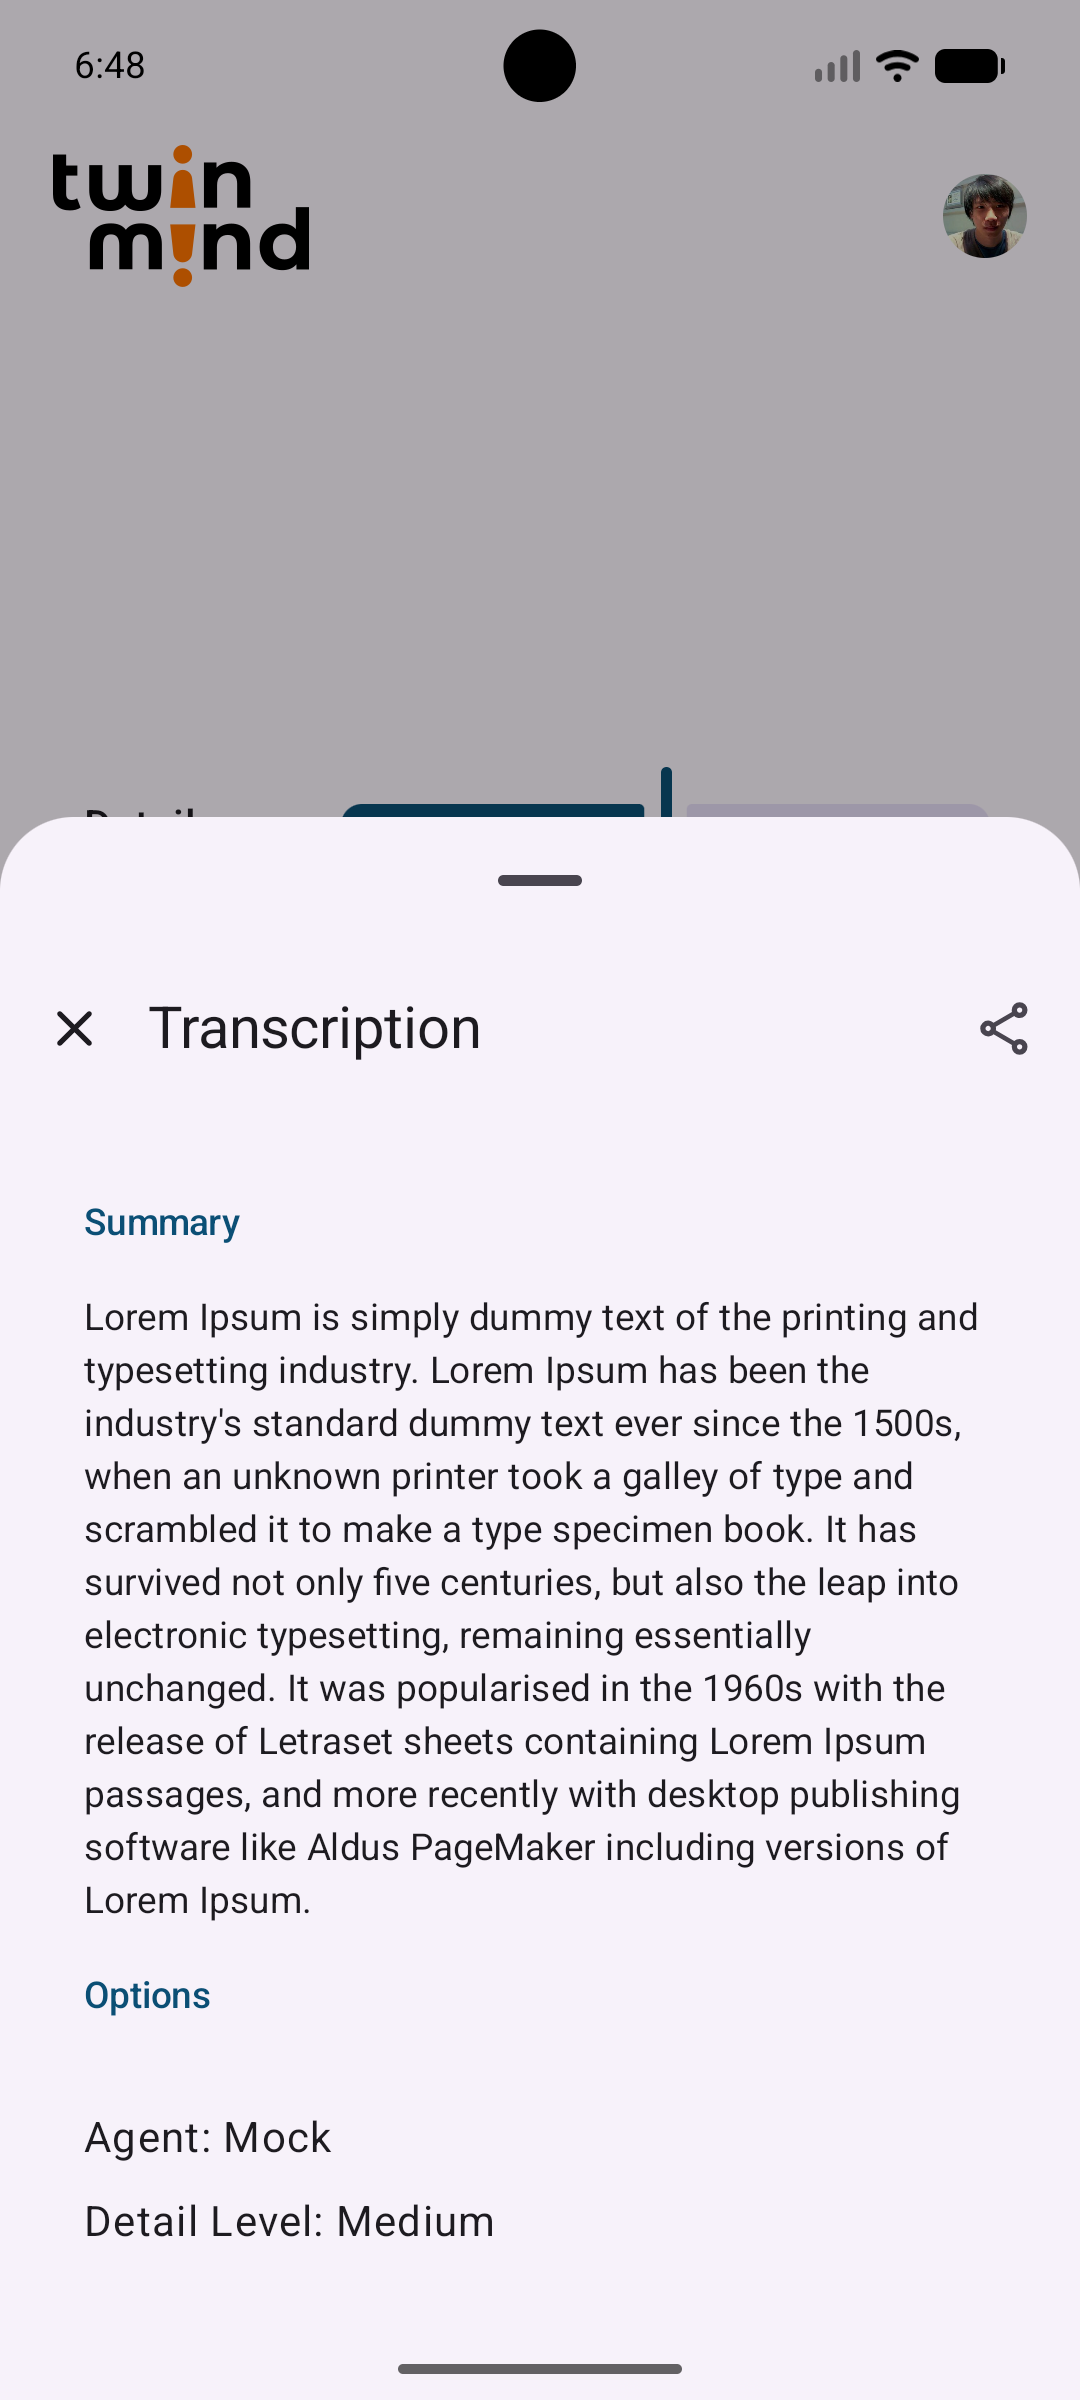 6:48
twin
mind
Detail
Transcription
Summary
Lorem Ipsum is simply dummy text of the printing and
typesetting industry. Lorem Ipsum has been the
industry's standard dummy text ever since the 1500s,
when an unknown printer took a galley of type and
scrambled it to make a type specimen book. It has
survived not only five centuries, but also the leap into
electronic typesetting, remaining essentially
unchanged. It was popularised in the 1960s with the
release of Letraset sheets containing Lorem Ipsum
passages, and more recently with desktop publishing
software like Aldus PageMaker including versions of
Lorem Ipsum.
Options
Agent: Mock
Detail Level: Medium